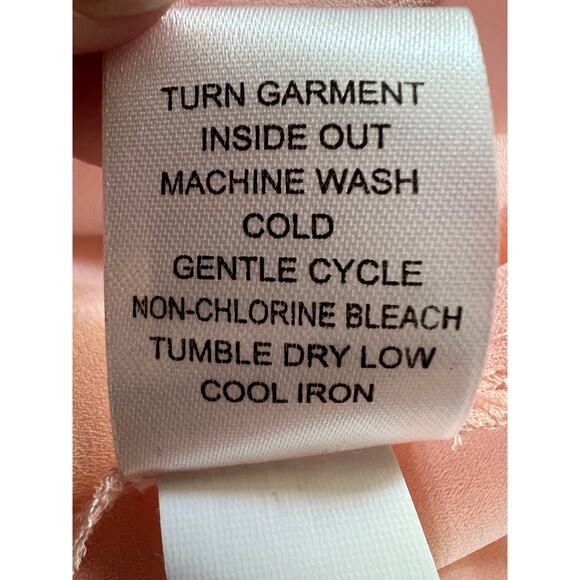 TURN GARMENT
INSIDE OUT
MACHINE WASH
COLD
GENTLE CYCLE
NON-CHLORINE BLEACH
TUMBLE DRY LOW
COOL IRON